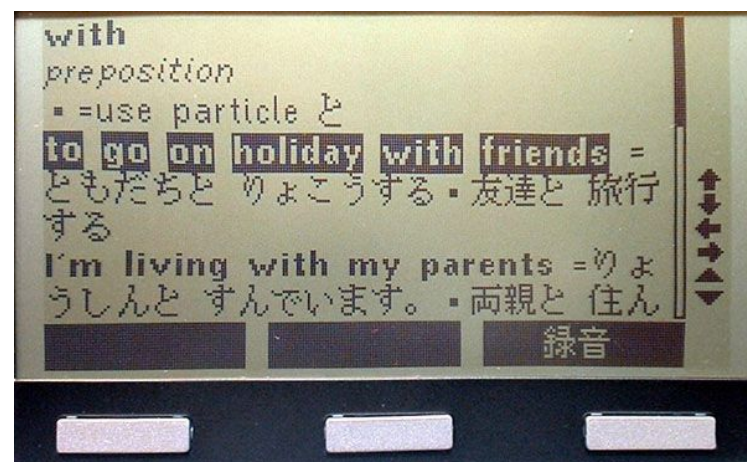 with
preposition
▪ =use particle と
to go on holiday with friends =
ともだちと りょこうする ▪ 友達と 旅行
する
I'm living with my parents =りょ
うしんと すんでいます。 ▪ 両親と 住ん
録音